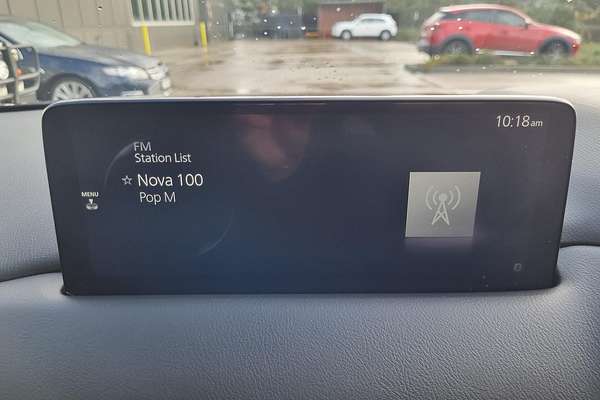 10:18am
FM
Station List
☆ Nova 100
Pop M
MENU